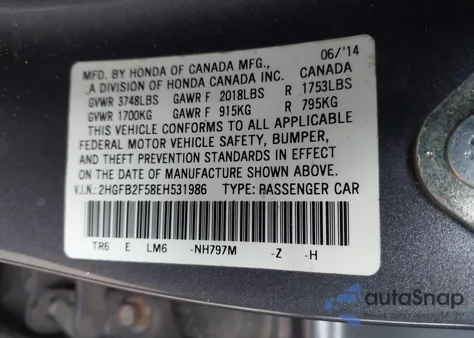 MFD. BY HONDA OF CANADA MFG., 06/'14
A DIVISION OF HONDA CANADA INC. CANADA
GVWR 3748LBS GAWR F 2018LBS R 1753LBS
GVWR 1700KG GAWR F 915KG R 795KG
THIS VEHICLE CONFORMS TO ALL APPLICABLE
FEDERAL MOTOR VEHICLE SAFETY, BUMPER,
AND THEFT PREVENTION STANDARDS IN EFFECT
ON THE DATE OF MANUFACTURE SHOWN ABOVE.
V.I.N.: 2HGFB2F58EH531986 TYPE: PASSENGER CAR
TR6 E LM6 -NH797M -Z -H
autoSnap